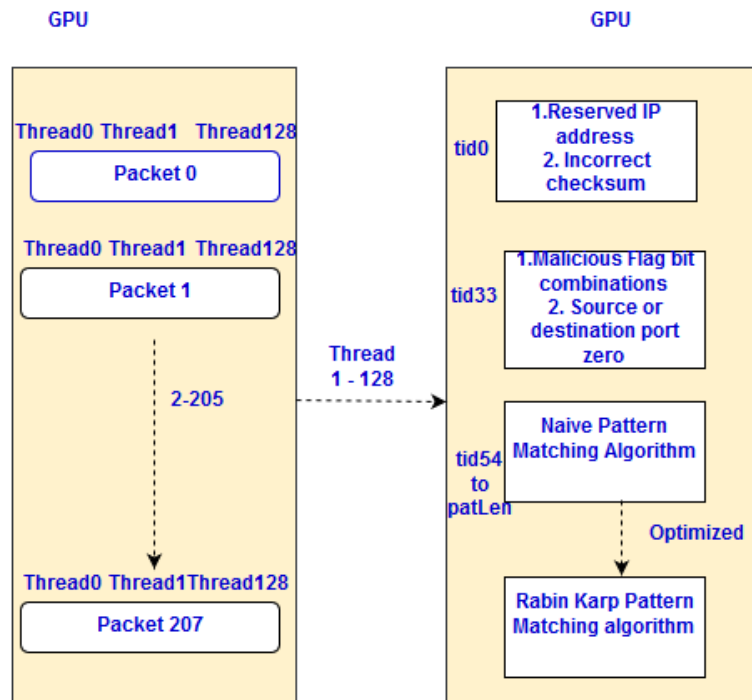 GPU
Thread0 Thread1 Thread128
Packet 0
Thread0 Thread1 Thread128
Packet 1
2-205
Thread0 Thread1Thread128
Packet 207
Thread
1 - 128
GPU
tid0
1.Reserved IP
address
2. Incorrect
checksum
tid33
1.Malicious Flag bit
combinations
2. Source or
destination port
zero
tid54
to
patLen
Naive Pattern
Matching Algorithm
Optimized
Rabin Karp Pattern
Matching algorithm